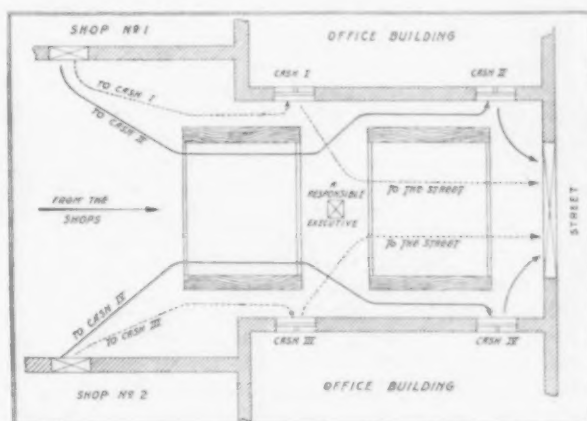 SHOP Nº 1
OFFICE BUILDING
CASH I
CASH II
TO CASH I
TO CASH II
A
RESPONSIBLE
EXECUTIVE
FROM THE
SHOPS
TO THE STREET
TO THE STREET
STREET
TO CASH IV
TO CASH III
CASH III
CASH IV
SHOP Nº 2
OFFICE BUILDING